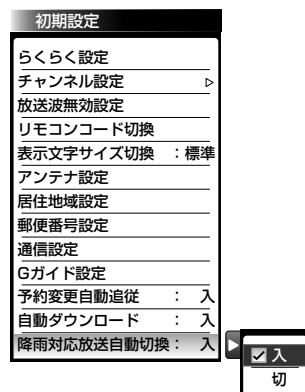 初期設定
らくらく設定
チャンネル設定
放送波無効設定
リモコンコード切換
表示文字サイズ切換 ：標準
アンテナ設定
居住地域設定
郵便番号設定
通信設定
Gガイド設定
予約変更自動追従 ： 入
自動ダウンロード ： 入
降雨対応放送自動切換： 入
入
切